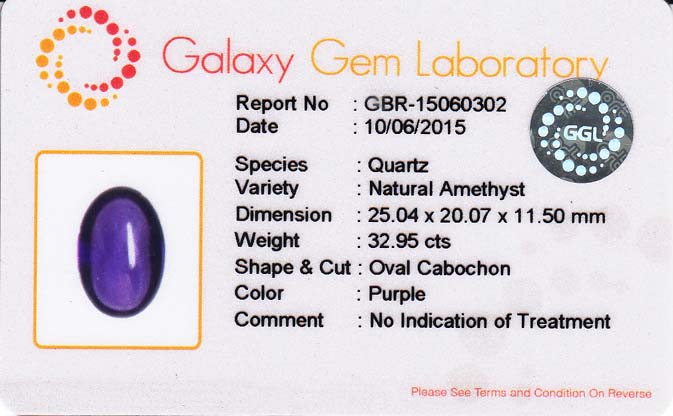 Galaxy Gem Laboratory
Report No : GBR-15060302
Date : 10/06/2015
GGL
Species : Quartz
Variety : Natural Amethyst
Dimension : 25.04 x 20.07 x 11.50 mm
Weight : 32.95 cts
Shape & Cut : Oval Cabochon
Color : Purple
Comment : No Indication of Treatment
Please See Terms and Condition On Reverse